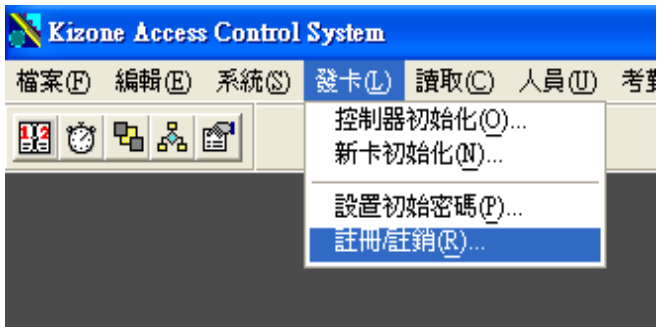 Kizone Access Control System
檔案(F) 編輯(E) 系統(S) 發卡(L) 讀取(C) 人員(U) 考勤
控制器初始化(O)...
新卡初始化(N)...
設置初始密碼(P)...
註冊/註銷(R)...